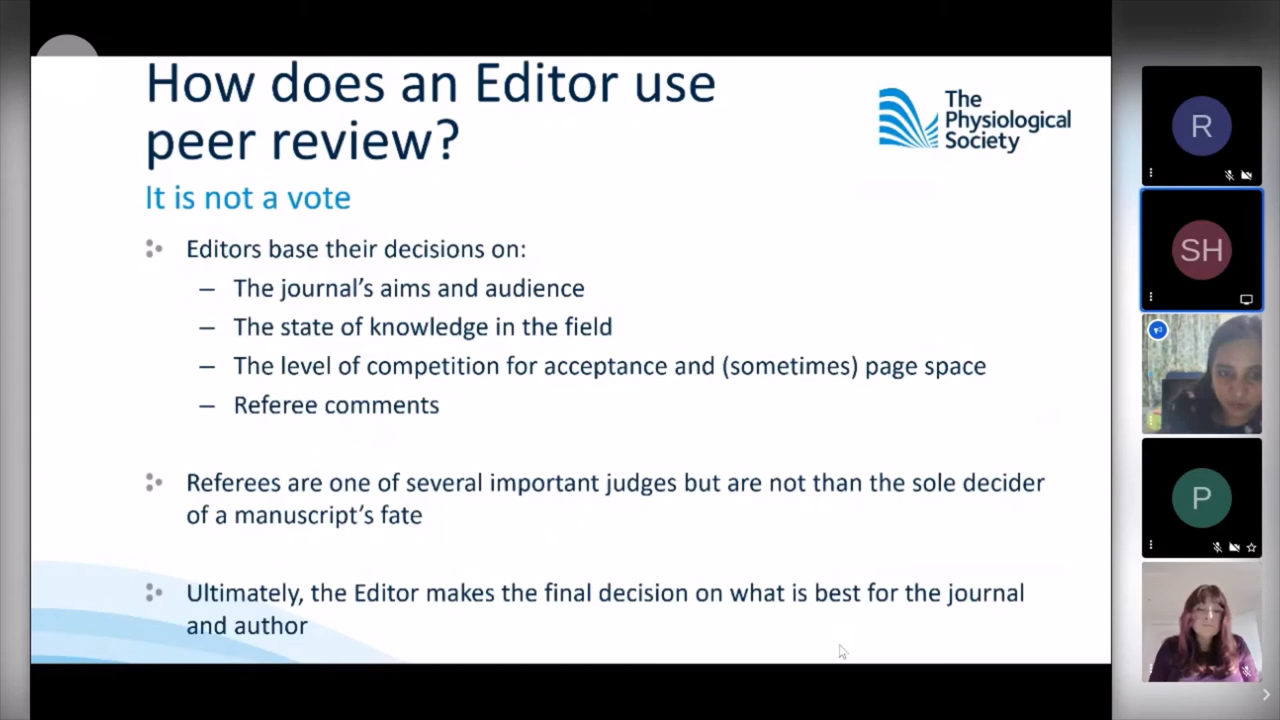 How does an Editor use
peer review?
The
Physiological
Society
It is not a vote
Editors base their decisions on:
– The journal's aims and audience
– The state of knowledge in the field
– The level of competition for acceptance and (sometimes) page space
– Referee comments
Referees are one of several important judges but are not than the sole decider
of a manuscript's fate
Ultimately, the Editor makes the final decision on what is best for the journal
and author
R
SH
P